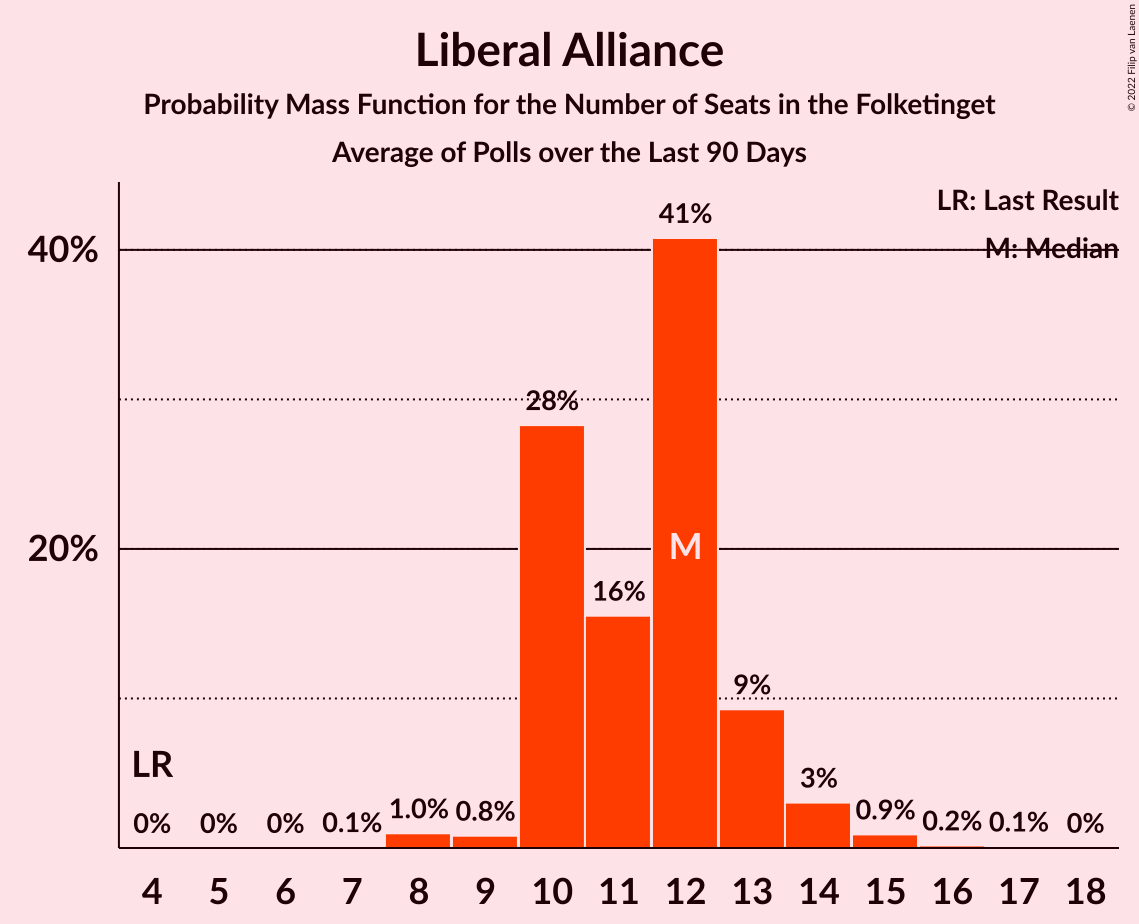 Liberal Alliance
Probability Mass Function for the Number of Seats in the Folketinget
Average of Polls over the Last 90 Days
© 2022 Filip van Laenen
LR: Last Result
M: Median
40%
20%
41%
28%
M
16%
9%
LR
3%
0% 0% 0% 0.1% 1.0% 0.8% 0.9% 0.2% 0.1% 0%
4 5 6 7 8 9 10 11 12 13 14 15 16 17 18